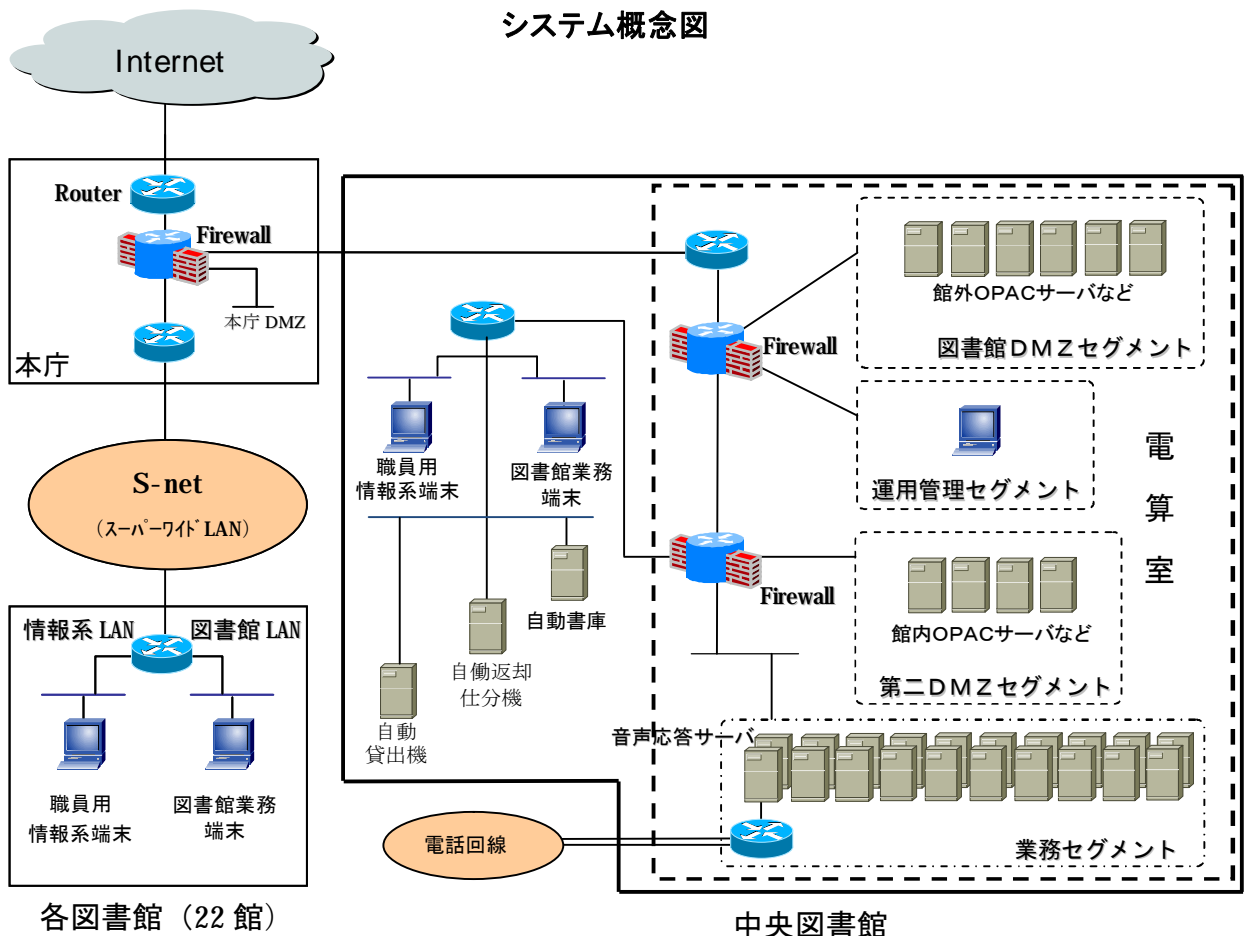 システム概念図
Internet
Router
Firewall
本庁 DMZ
本庁
S-net
(スーパーワイドLAN)
情報系 LAN
図書館 LAN
職員用
情報系端末
図書館業務
端末
各図書館（22 館）
職員用
情報系端末
図書館業務
端末
自動書庫
自働返却
仕分機
自動
貸出機
電話回線
Firewall
館外OPACサーバなど
図書館ＤＭＺセグメント
運用管理セグメント
電算室
Firewall
館内OPACサーバなど
第二ＤＭＺセグメント
音声応答サーバ
業務セグメント
中央図書館